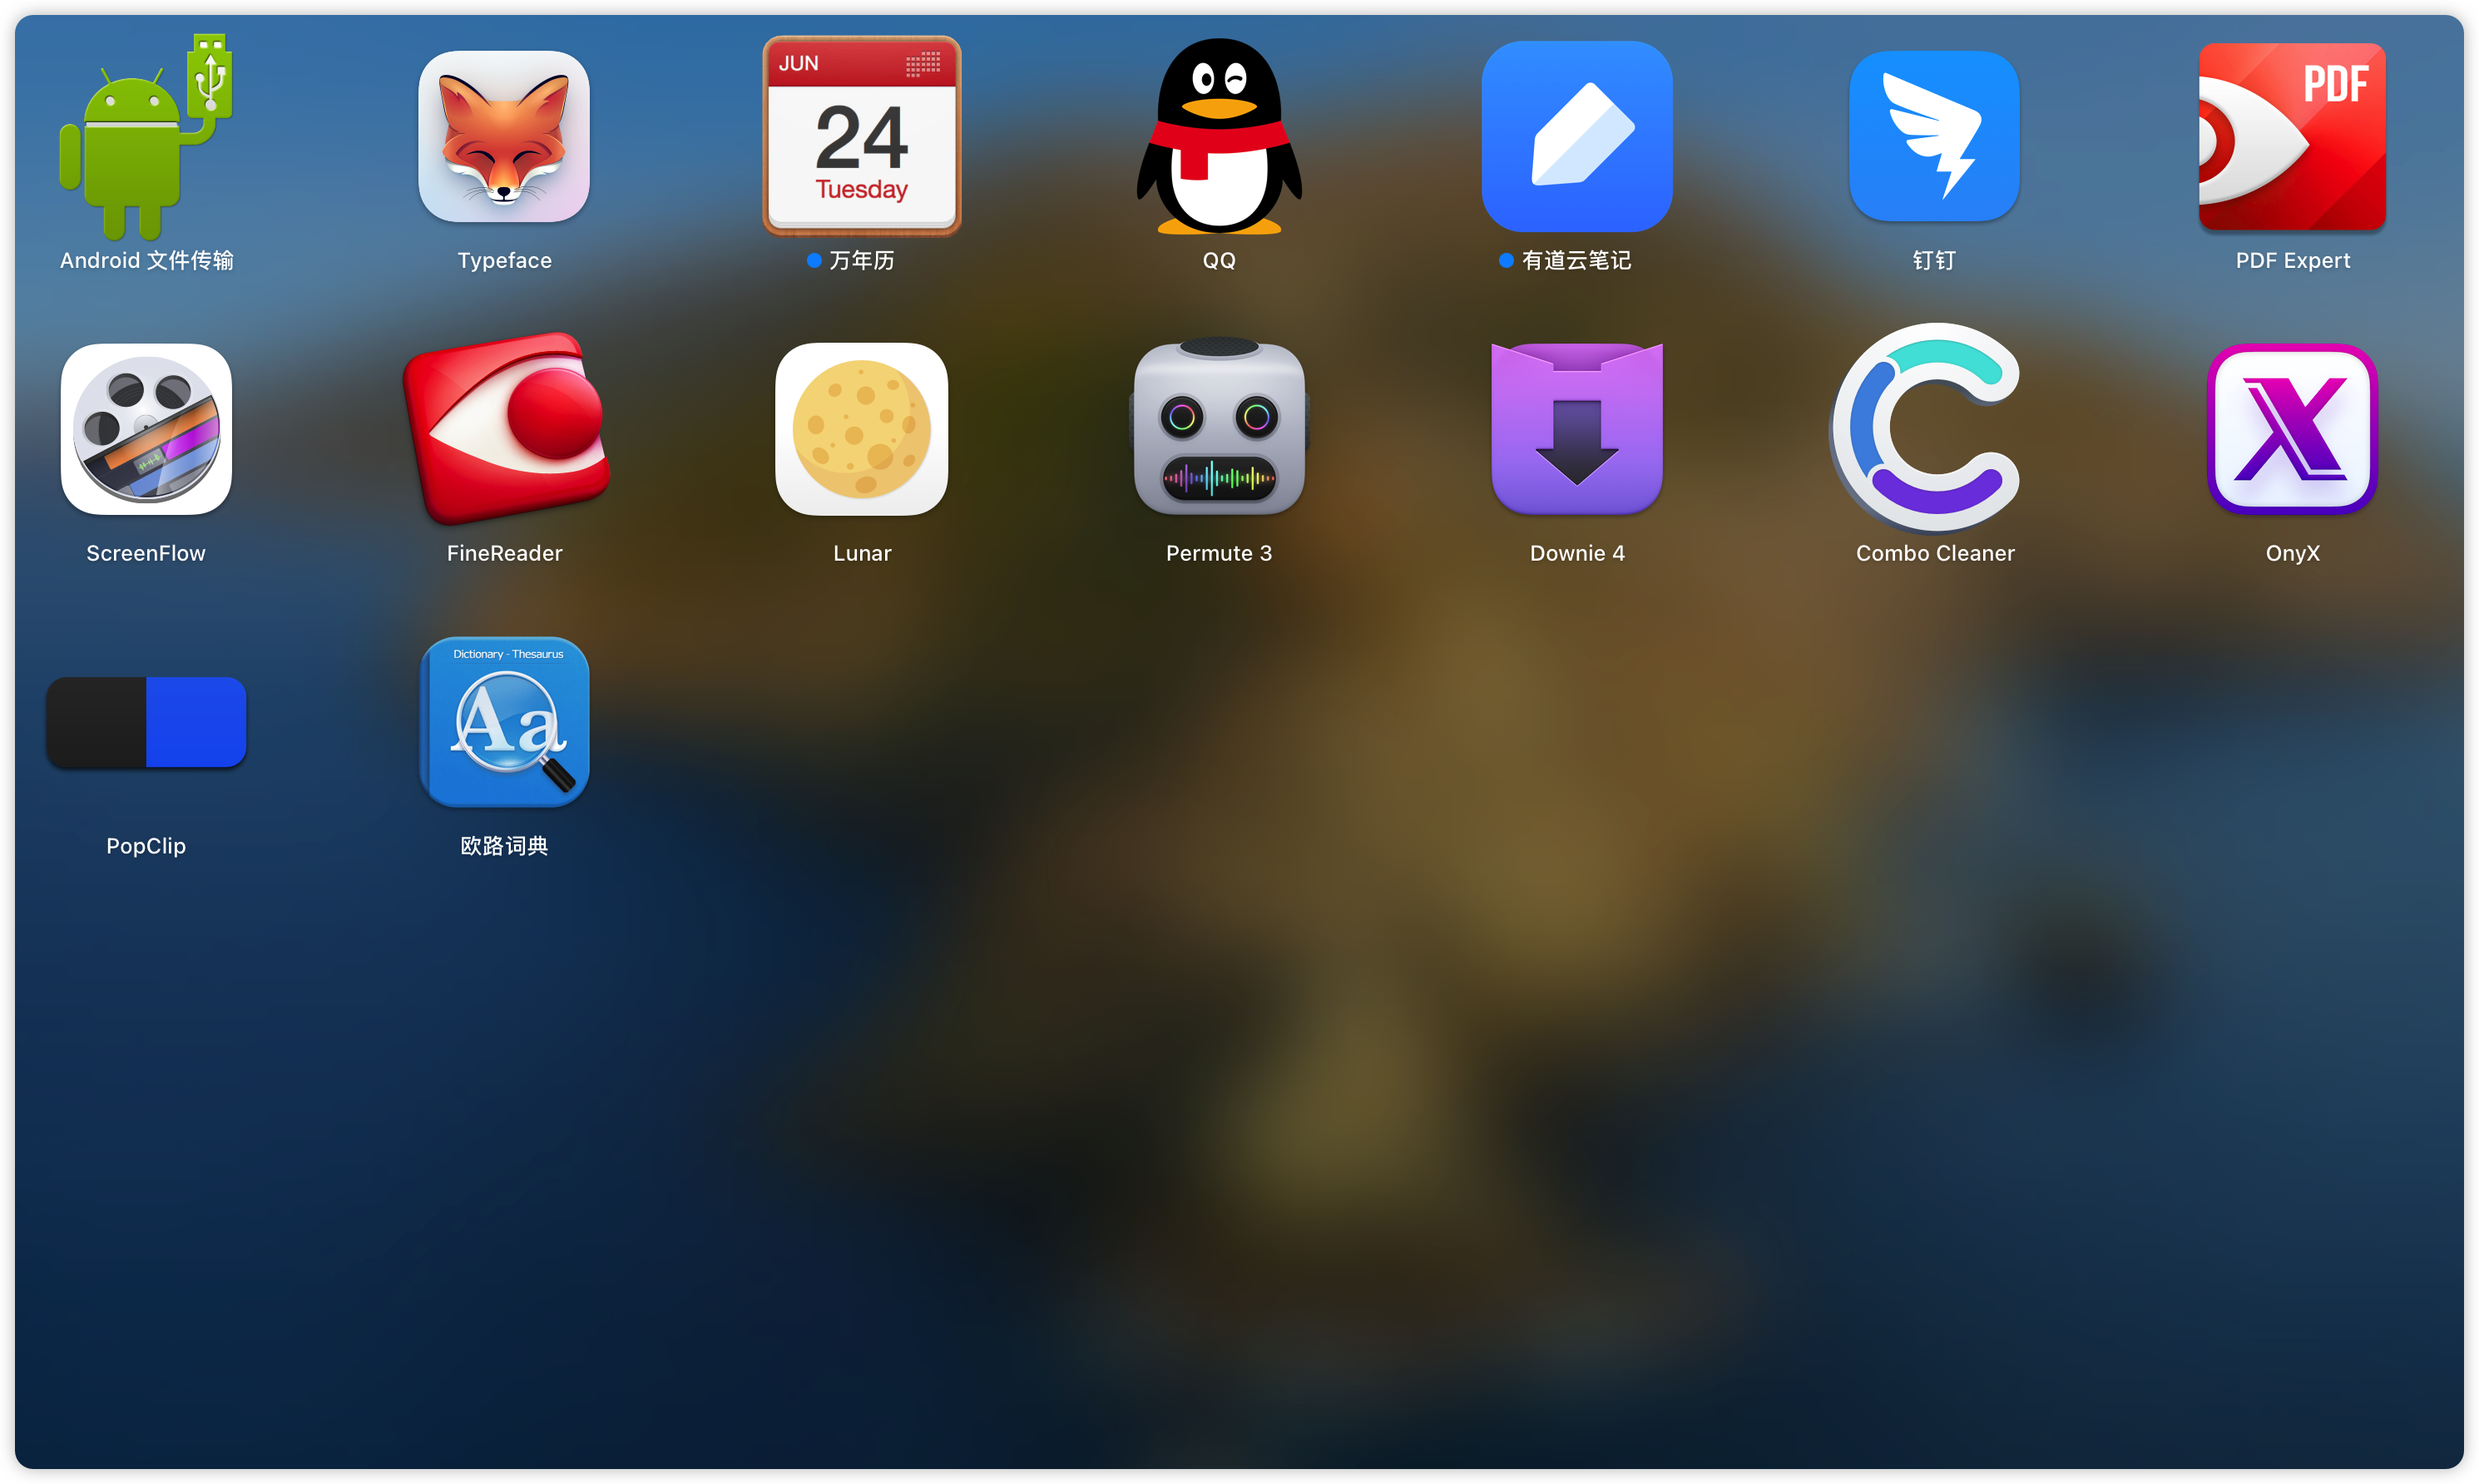 JUN
24
Tuesday
PDF
Android 文件传输
Typeface
万年历
QQ
有道云笔记
钉钉
PDF Expert
ScreenFlow
FineReader
Lunar
Permute 3
Downie 4
Combo Cleaner
OnyX
Dictionary - Thesaurus
Aa
PopClip
欧路词典